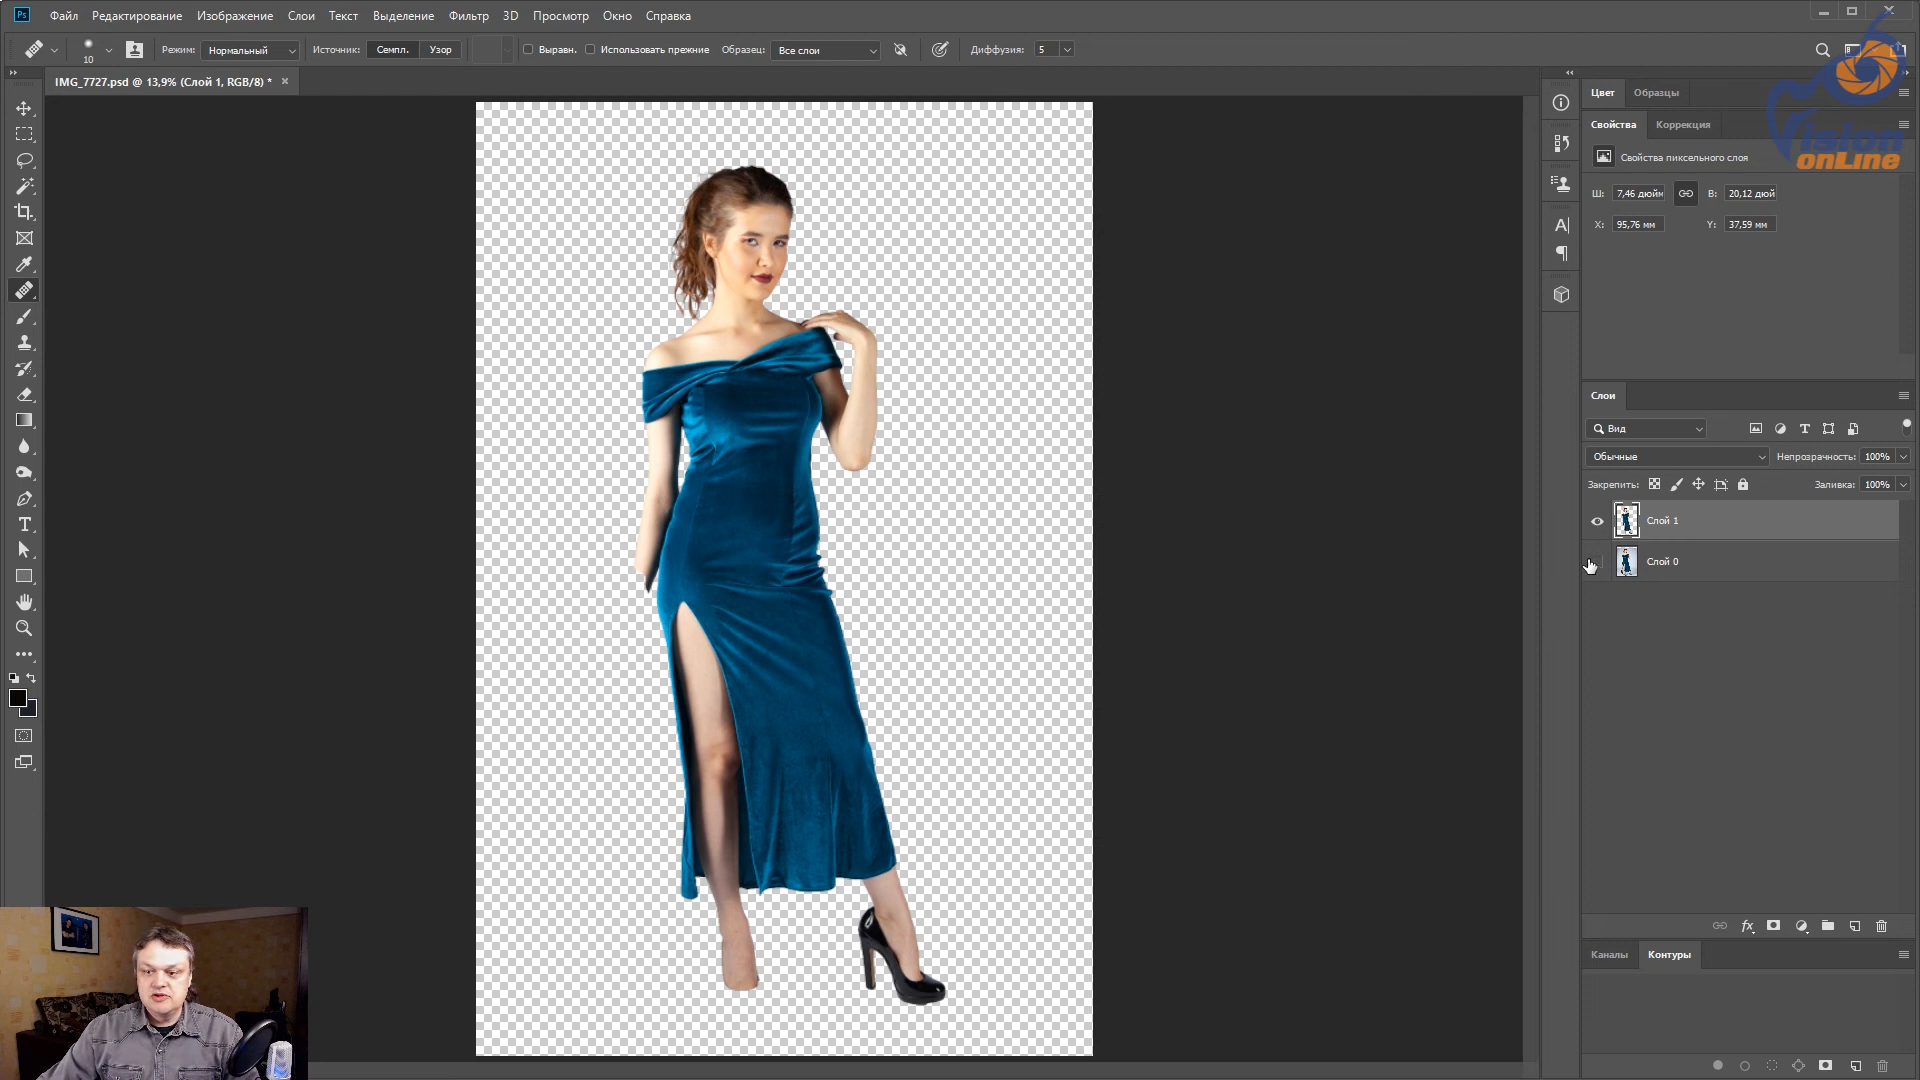 Ps Файл Редактирование Изображение Слои Текст Выделение Фильтр 3D Просмотр Окно Справка
10 Режим: Нормальный Источник: Семпл. Узор Выравн. Использовать прежние Образец: Все слои Диффузия: 5
IMG_7727.psd @ 13,9% (Слой 1, RGB/8) *
Цвет Образцы
Свойства Коррекция
ision
onLine
Свойства пиксельного слоя
Ш: 7,46 дюйм В: 20,12 дюй
X: 95,76 мм Y: 37,59 мм
Слои
Вид
Обычные Непрозрачность: 100%
Закрепить: Заливка: 100%
Слой 1
Слой 0
fx
Каналы Контуры